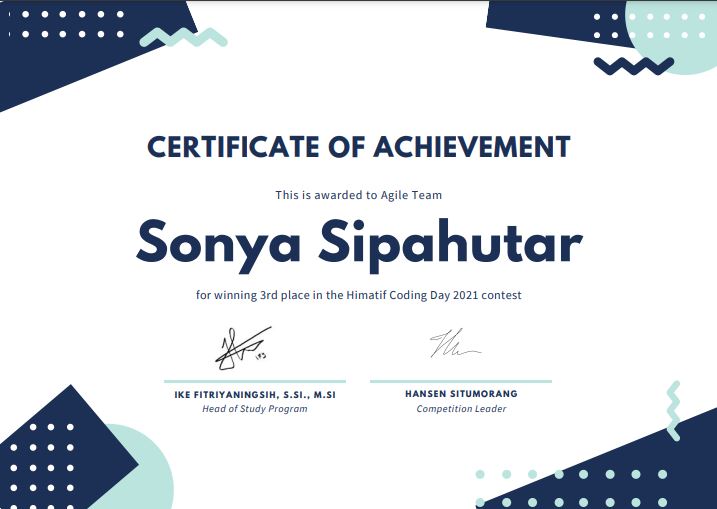 CERTIFICATE OF ACHIEVEMENT
This is awarded to Agile Team
Sonya Sipahutar
for winning 3rd place in the Himatif Coding Day 2021 contest
IKE FITRIYANINGSIH, S.SI., M.SI
Head of Study Program
HANSEN SITUMORANG
Competition Leader